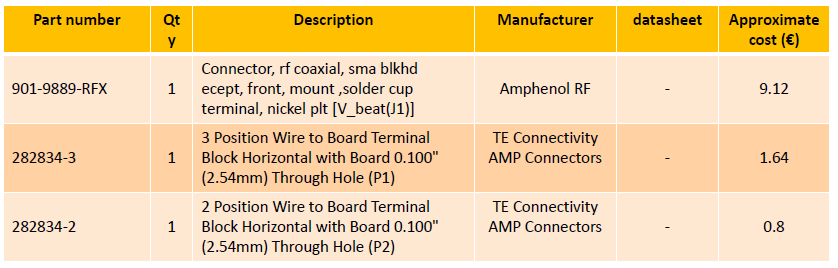 Part number
Qt
y
Description
Manufacturer
datasheet
Approximate
cost (€)
901-9889-RFX
1
Connector, rf coaxial, sma blkhd
ecept, front, mount ,solder cup
terminal, nickel plt [V_beat(J1)]
Amphenol RF
-
9.12
282834-3
1
3 Position Wire to Board Terminal
Block Horizontal with Board 0.100"
(2.54mm) Through Hole (P1)
TE Connectivity
AMP Connectors
-
1.64
282834-2
1
2 Position Wire to Board Terminal
Block Horizontal with Board 0.100"
(2.54mm) Through Hole (P2)
TE Connectivity
AMP Connectors
-
0.8